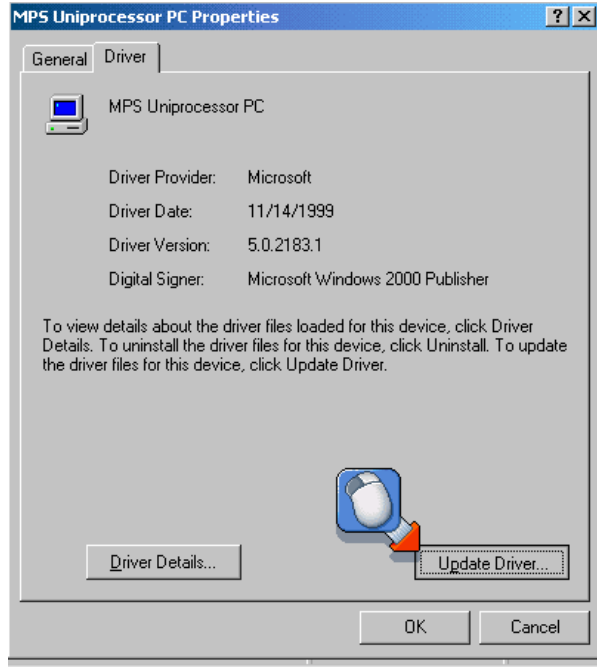 MPS Uniprocessor PC Properties
General Driver
MPS Uniprocessor PC
Driver Provider: Microsoft
Driver Date: 11/14/1999
Driver Version: 5.0.2183.1
Digital Signer: Microsoft Windows 2000 Publisher
To view details about the driver files loaded for this device, click Driver
Details. To uninstall the driver files for this device, click Uninstall. To update
the driver files for this device, click Update Driver.
Driver Details... Update Driver...
OK Cancel